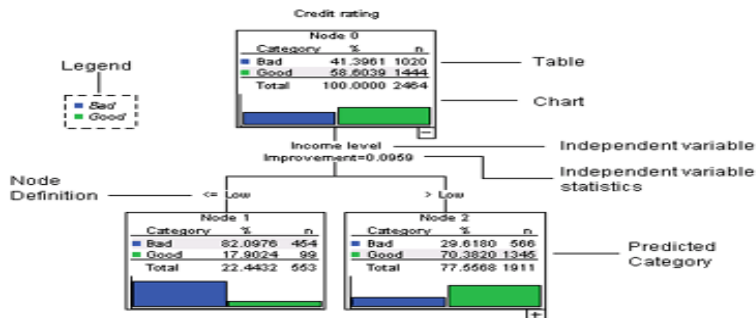 Credit rating
Node 0
Category % n
Bad 41.3961 1020
Good 58.6039 1444
Total 100.0000 2464
Legend
Bad
Good
Table
Chart
Income level
Improvement=0.0959
Independent variable
Independent variable
statistics
Node
Definition
<= Low
> Low
Node 1
Category % n
Bad 82.0976 454
Good 17.9024 99
Total 22.4432 553
Node 2
Category % n
Bad 29.6180 566
Good 70.3820 1345
Total 77.5568 1911
Predicted
Category